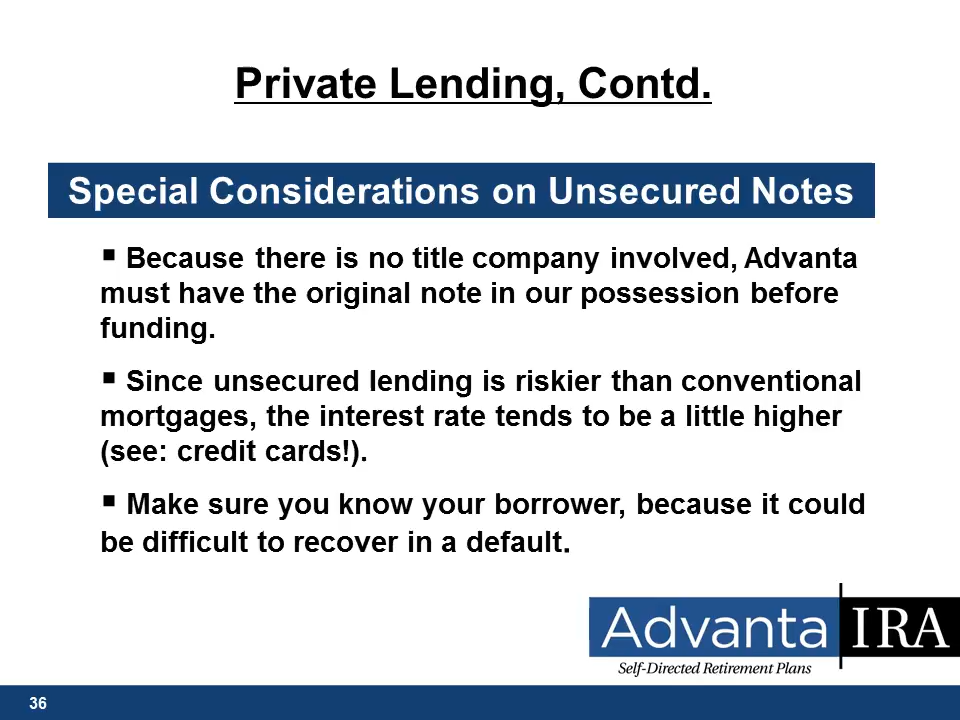 Private Lending, Contd.
Special Considerations on Unsecured Notes
▪ Because there is no title company involved, Advanta
must have the original note in our possession before
funding.
▪ Since unsecured lending is riskier than conventional
mortgages, the interest rate tends to be a little higher
(see: credit cards!).
▪ Make sure you know your borrower, because it could
be difficult to recover in a default.
Advanta IRA
Self-Directed Retirement Plans
36